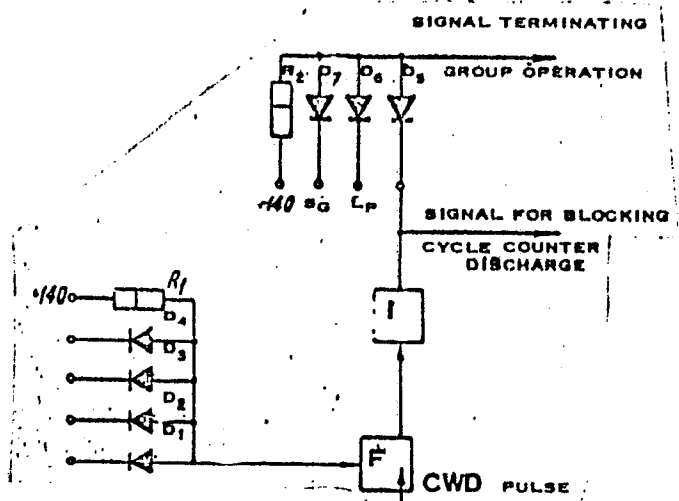 SIGNAL TERMINATING
R2 D7 D6 D5
GROUP OPERATION
+140 SG
SIGNAL FOR BLOCKING
CYCLE COUNTER
DISCHARGE
+140 R1
D4
D3
D2
D1
I
F
CWD PULSE